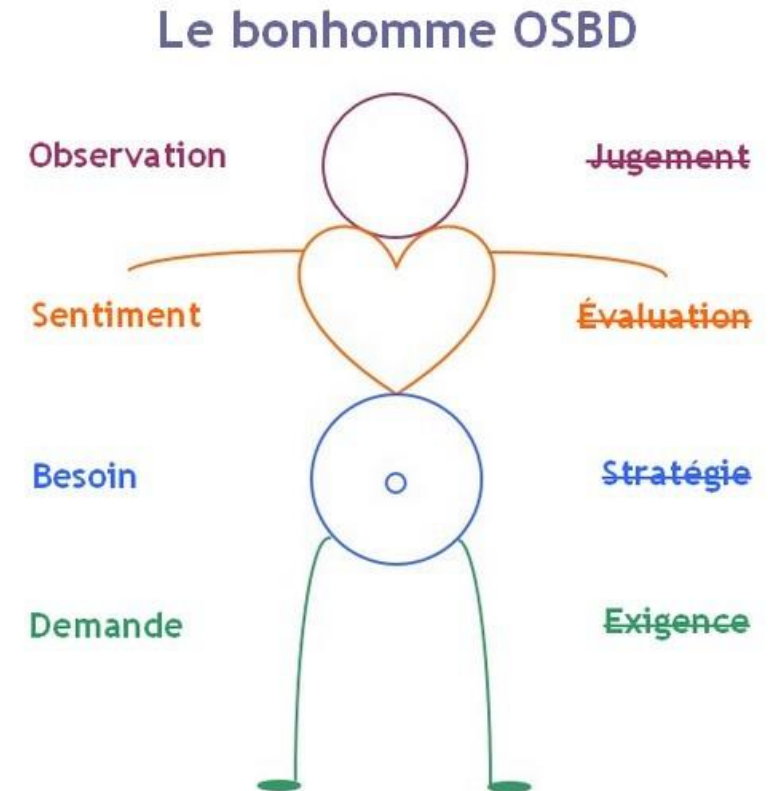 Le bonhomme OSBD
Observation Jugement
Sentiment Évaluation
Besoin Stratégie
Demande Exigence